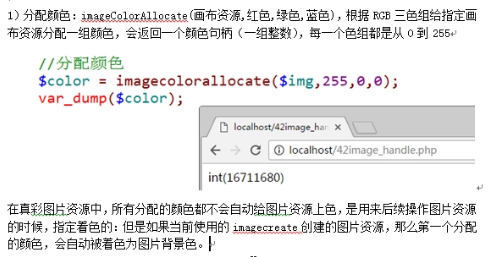 1）分配颜色：imageColorAllocate(画布资源,红色,绿色,蓝色)，根据 RGB 三色组给指定画
布资源分配一组颜色，会返回一个颜色句柄（一组整数），每一个色组都是从 0 到 255
//分配颜色
$color = imagecolorallocate($img,255,0,0);
var_dump($color);
localhost/42image_han
localhost/42image_handle.php
int(16711680)
在真彩图片资源中，所有分配的颜色都不会自动给图片资源上色，是用来后续操作图片资源
的时候，指定着色的：但是如果当前使用的 imagecreate 创建的图片资源，那么第一个分配
的颜色，会自动被着色为图片背景色。